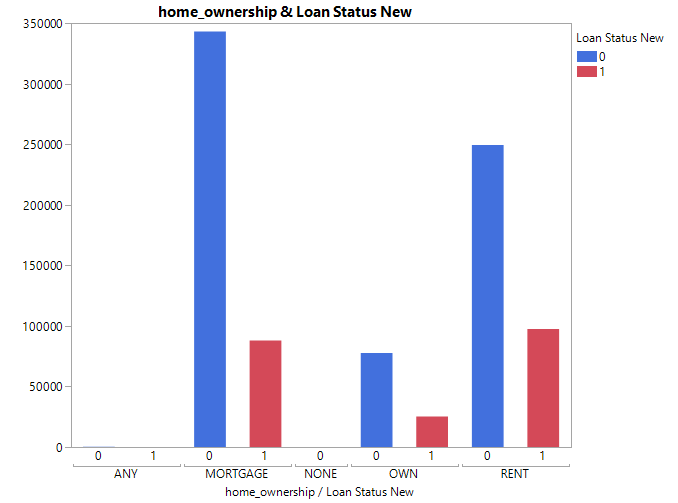 home_ownership & Loan Status New
Loan Status New
0
1
350000
300000
250000
200000
150000
100000
50000
0
0 1 0 1 0 0 1 0 1
ANY MORTGAGE NONE OWN RENT
home_ownership / Loan Status New